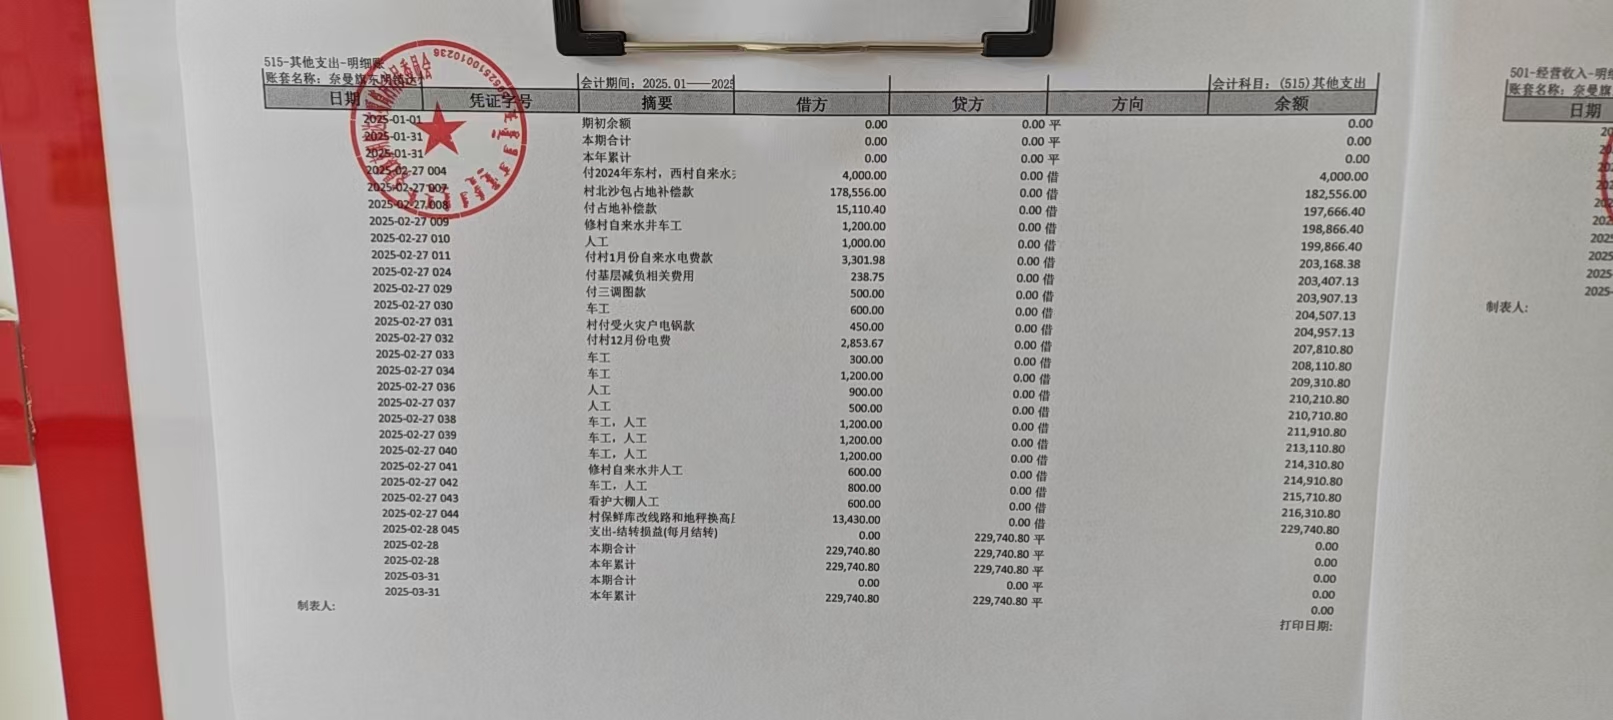 515-其他支出-明细账
账套名称: 奈曼旗东明镇达 会计期间: 2025.01——2025 会计科目: (515)其他支出
日期 凭证字号 摘要 借方 贷方 方向 余额
2025-01-01 期初余额 0.00 0.00 平 0.00
2025-01-31 本期合计 0.00 0.00 平 0.00
2025-01-31 本年累计 0.00 0.00 平 0.00
2025-02-27 004 付2024年东村，西村自来水 4,000.00 0.00 借 4,000.00
2025-02-27 007 村北沙包占地补偿款 178,556.00 0.00 借 182,556.00
2025-02-27 008 付占地补偿款 15,110.40 0.00 借 197,666.40
2025-02-27 009 修村自来水井车工 1,200.00 0.00 借 198,866.40
2025-02-27 010 人工 1,000.00 0.00 借 199,866.40
2025-02-27 011 付村1月份自来水电费款 3,301.98 0.00 借 203,168.38
2025-02-27 024 付基层减负相关费用 238.75 0.00 借 203,407.13
2025-02-27 029 付三调图款 500.00 0.00 借 203,907.13
2025-02-27 030 车工 600.00 0.00 借 204,507.13
2025-02-27 031 村付受火灾户电锅款 450.00 0.00 借 204,957.13
2025-02-27 032 付村12月份电费 2,853.67 0.00 借 207,810.80
2025-02-27 033 车工 300.00 0.00 借 208,110.80
2025-02-27 034 车工 1,200.00 0.00 借 209,310.80
2025-02-27 036 人工 900.00 0.00 借 210,210.80
2025-02-27 037 人工 500.00 0.00 借 210,710.80
2025-02-27 038 车工，人工 1,200.00 0.00 借 211,910.80
2025-02-27 039 车工，人工 1,200.00 0.00 借 213,110.80
2025-02-27 040 车工，人工 1,200.00 0.00 借 214,310.80
2025-02-27 041 修村自来水井人工 600.00 0.00 借 214,910.80
2025-02-27 042 车工，人工 800.00 0.00 借 215,710.80
2025-02-27 043 看护大棚人工 600.00 0.00 借 216,310.80
2025-02-27 044 村保鲜库改线路和地秤换高压 13,430.00 0.00 借 229,740.80
2025-02-28 045 支出-结转损益(每月结转) 0.00 229,740.80 平 0.00
2025-02-28 本期合计 229,740.80 229,740.80 平 0.00
2025-02-28 本年累计 229,740.80 229,740.80 平 0.00
2025-03-31 本期合计 0.00 0.00 平 0.00
2025-03-31 本年累计 229,740.80 229,740.80 平 0.00
制表人: 打印日期:
501-经营收入-明细
账套名称: 奈曼旗
日期
制表人: